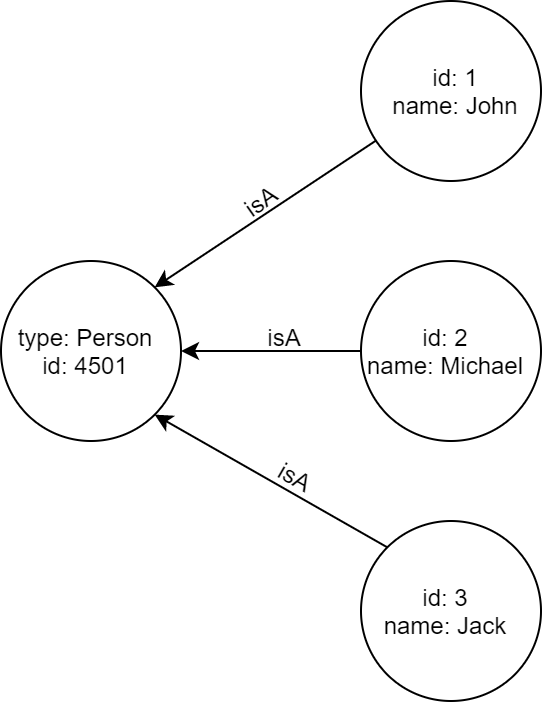 id: 1
name: John
isA
type: Person
id: 4501
isA
id: 2
name: Michael
isA
id: 3
name: Jack